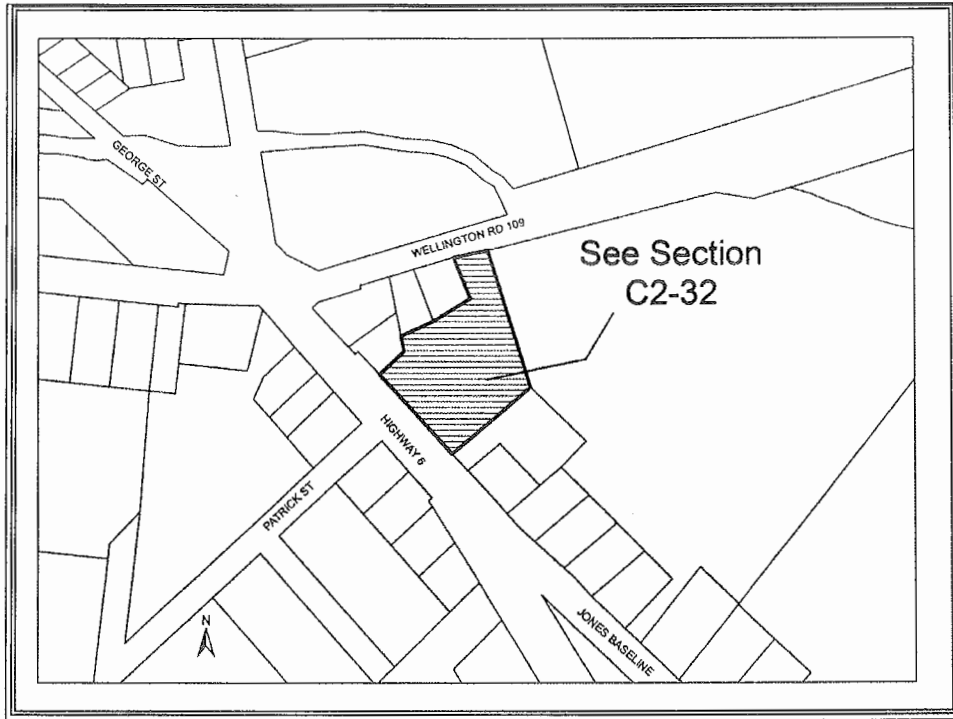 GEORGE ST
WELLINGTON RD 109
See Section
C2-32
HIGHWAY 6
PATRICK ST
N
JONES BASELINE